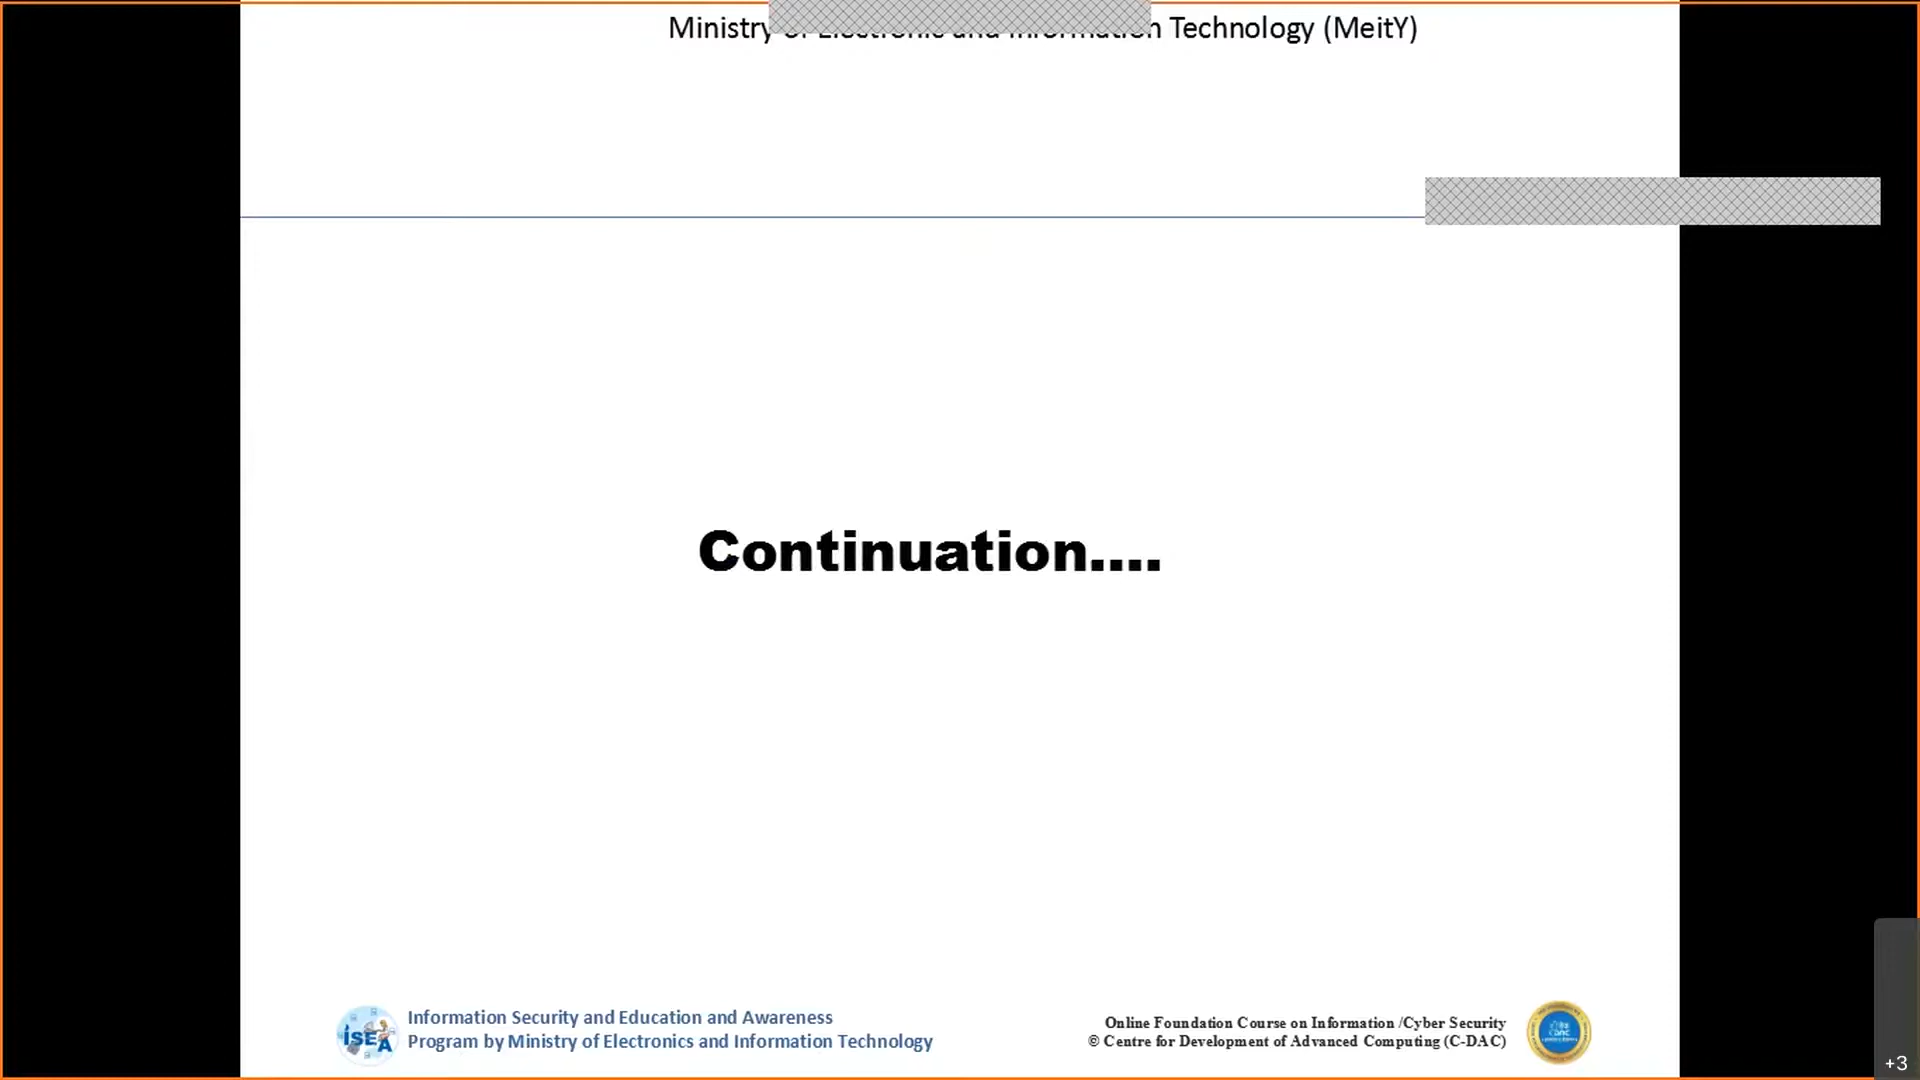 Ministry of Electronic and Information Technology (MeitY)
Continuation....
ISEA
Information Security and Education and Awareness
Program by Ministry of Electronics and Information Technology
Online Foundation Course on Information /Cyber Security
© Centre for Development of Advanced Computing (C-DAC)
+3